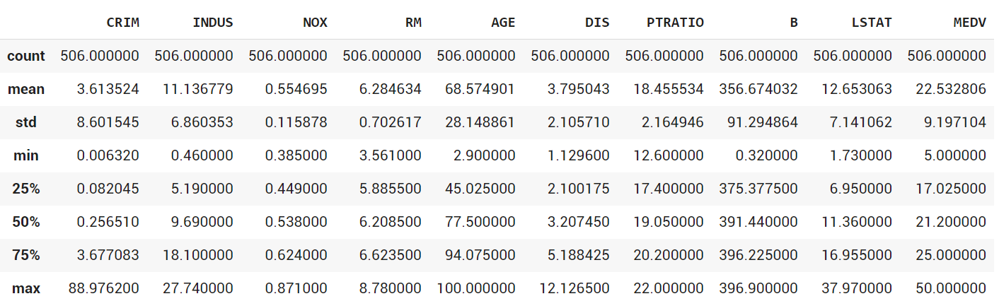 CRIM INDUS NOX RM AGE DIS PTRATIO B LSTAT MEDV
count 506.000000 506.000000 506.000000 506.000000 506.000000 506.000000 506.000000 506.000000 506.000000 506.000000
mean 3.613524 11.136779 0.554695 6.284634 68.574901 3.795043 18.455534 356.674032 12.653063 22.532806
std 8.601545 6.860353 0.115878 0.702617 28.148861 2.105710 2.164946 91.294864 7.141062 9.197104
min 0.006320 0.460000 0.385000 3.561000 2.900000 1.129600 12.600000 0.320000 1.730000 5.000000
25% 0.082045 5.190000 0.449000 5.885500 45.025000 2.100175 17.400000 375.377500 6.950000 17.025000
50% 0.256510 9.690000 0.538000 6.208500 77.500000 3.207450 19.050000 391.440000 11.360000 21.200000
75% 3.677083 18.100000 0.624000 6.623500 94.075000 5.188425 20.200000 396.225000 16.955000 25.000000
max 88.976200 27.740000 0.871000 8.780000 100.000000 12.126500 22.000000 396.900000 37.970000 50.000000